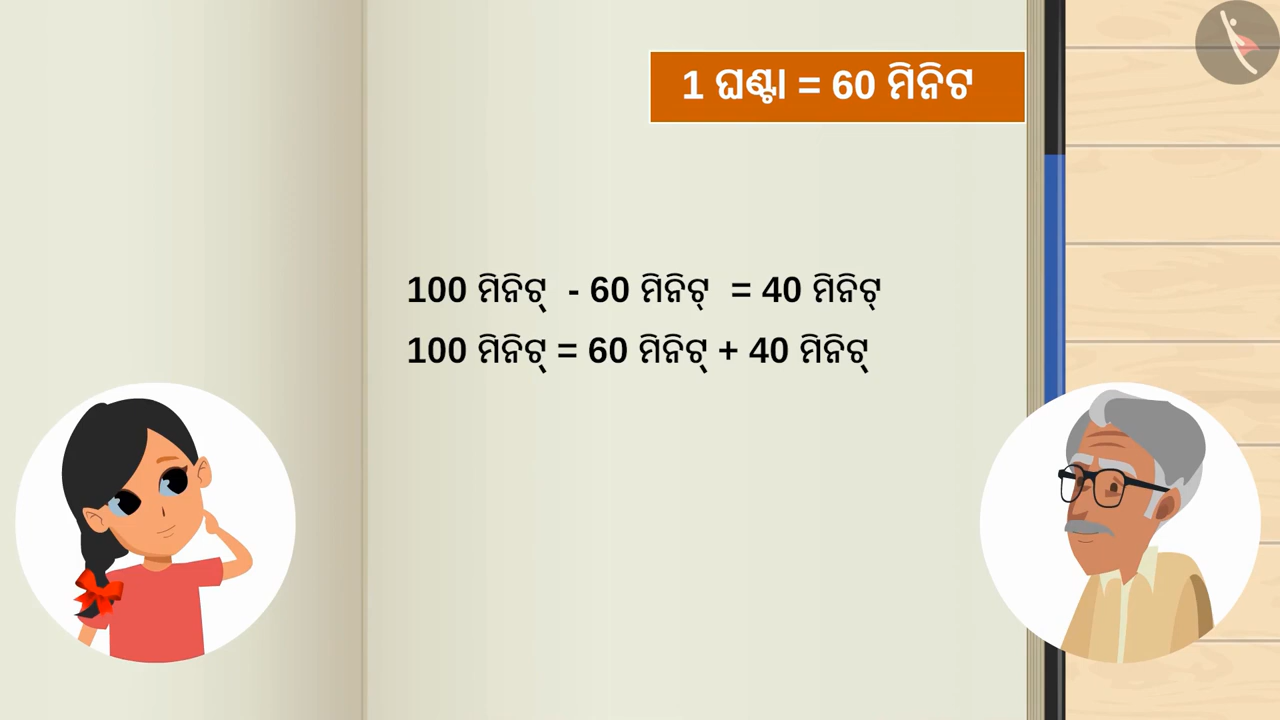 1 ଘଣ୍ଟା = 60 ମିନିଟ
100 ମିନିଟ୍ - 60 ମିନିଟ୍ = 40 ମିନିଟ୍
100 ମିନିଟ୍ = 60 ମିନିଟ୍ + 40 ମିନିଟ୍